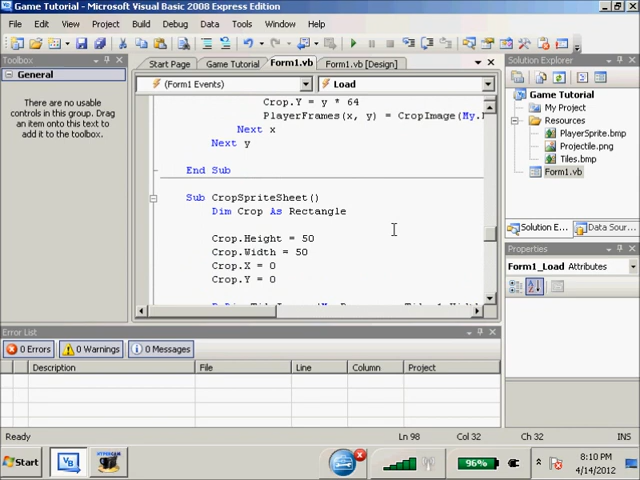 Game Tutorial - Microsoft Visual Basic 2008 Express Edition
File Edit View Project Build Debug Data Tools Window Help
Toolbox
General
There are no usable
controls in this group. Drag
an item onto this text to
add it to the toolbox.
Start Page Game Tutorial Form1.vb Form1.vb [Design]
(Form1 Events) Load
Crop.Y = y * 64
PlayerFrames(x, y) = CropImage(My.
Next x
Next y
End Sub
Sub CropSpriteSheet()
Dim Crop As Rectangle
Crop.Height = 50
Crop.Width = 50
Crop.X = 0
Crop.Y = 0
Solution Explorer
Game Tutorial
My Project
Resources
PlayerSprite.bmp
Projectile.png
Tiles.bmp
Form1.vb
Solution E... Data Sour...
Properties
Form1_Load Attributes
Error List
0 Errors 0 Warnings 0 Messages
Description File Line Column Project
Ready Ln 98 Col 32 Ch 32
Start
HYPERCAM
96%
8:10 PM
4/14/2012